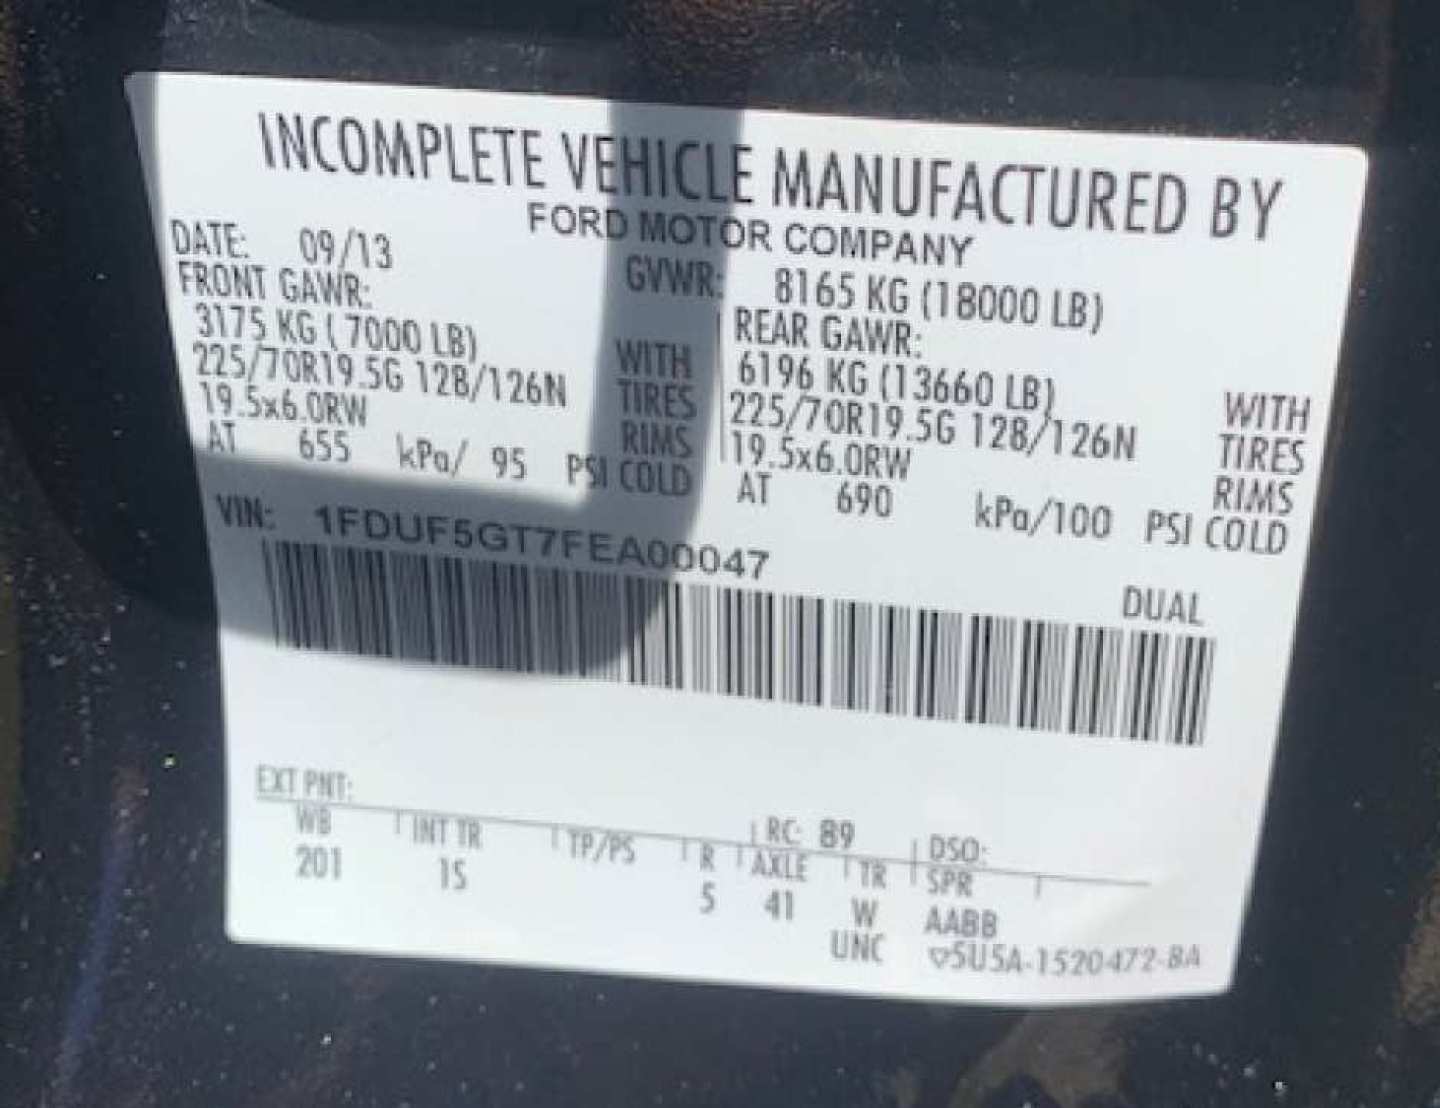 INCOMPLETE VEHICLE MANUFACTURED BY
FORD MOTOR COMPANY
DATE: 09/13 GVWR: 8165 KG (18000 LB)
FRONT GAWR: REAR GAWR:
3175 KG ( 7000 LB) WITH 6196 KG (13660 LB) WITH
225/70R19.5G 128/126N TIRES 225/70R19.5G 128/126N TIRES
19.5x6.0RW RIMS 19.5x6.0RW RIMS
AT 655 kPa/ 95 PSI COLD AT 690 kPa/100 PSI COLD
VIN: 1FDUF5GT7FEA00047
DUAL
EXT PNT: RC: 89 DSO:
WB INT TR TP/PS R AXLE TR SPR
201 1S 5 41 W AABB
UNC ▽5U5A-1520472-BA